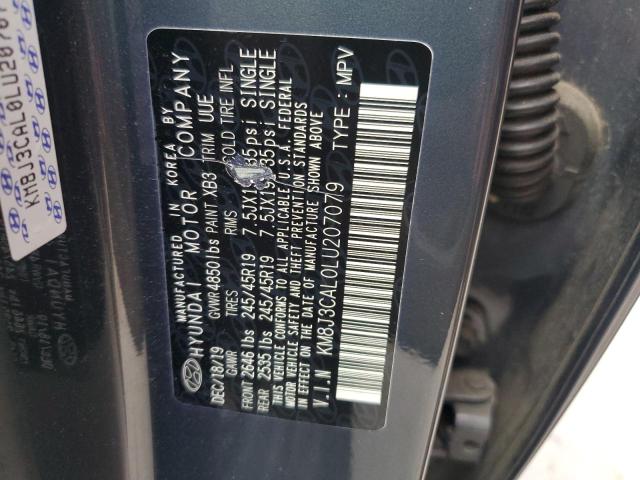 MANUFACTURED IN KOREA BY
HYUNDAI MOTOR COMPANY
DEC/18/19 GVWR 4850 lbs PAINT XB3 TRIM UUE
GAWR TIRES RIMS COLD TIRE INFL
FRONT 2646 lbs 245/45R19 7.5JX19 35psi SINGLE
REAR 2535 lbs 245/45R19 7.5JX19 35psi SINGLE
THIS VEHICLE CONFORMS TO ALL APPLICABLE U.S.A. FEDERAL
MOTOR VEHICLE SAFETY AND THEFT PREVENTION STANDARDS
IN EFFECT ON THE DATE OF MANUFACTURE SHOWN ABOVE.
V.I.N KM8J3CAL0LU207079 TYPE : MPV
KM8J3CAL0LU20707